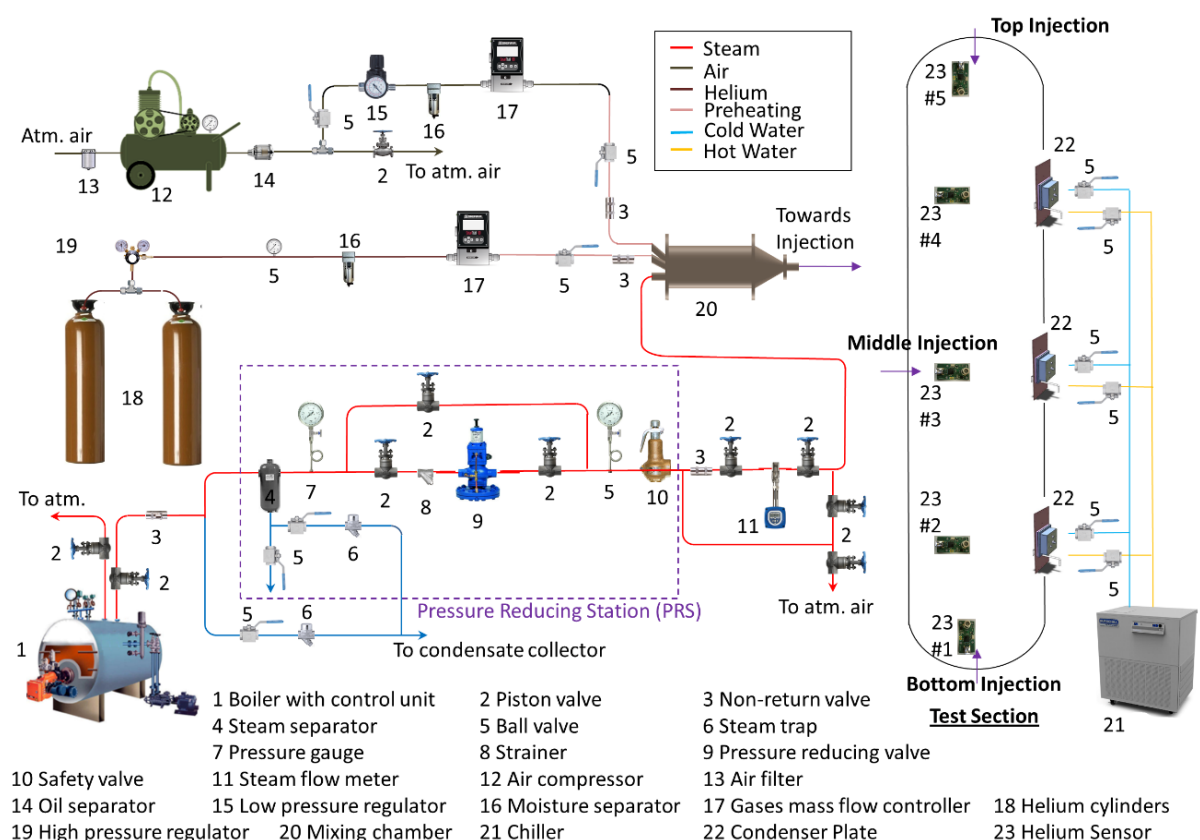 Top Injection
Steam
Air
Helium
Preheating
Cold Water
Hot Water
23
#5
17
15
5
16
Atm. air
13
12
14
2
To atm. air
5
3
22
5
5
23
#4
Towards
Injection
19
16
5
17
5
3
20
18
Middle Injection
23
#3
22
5
5
2
7
4
2
8
9
2
5
10
3
2
2
11
2
5
6
To atm.
3
2
2
1
5
6
Pressure Reducing Station (PRS)
To atm. air
To condensate collector
23
#2
22
5
5
23
#1
Bottom Injection
Test Section
21
1 Boiler with control unit 2 Piston valve 3 Non-return valve
4 Steam separator 5 Ball valve 6 Steam trap
7 Pressure gauge 8 Strainer 9 Pressure reducing valve
10 Safety valve 11 Steam flow meter 12 Air compressor 13 Air filter
14 Oil separator 15 Low pressure regulator 16 Moisture separator 17 Gases mass flow controller 18 Helium cylinders
19 High pressure regulator 20 Mixing chamber 21 Chiller 22 Condenser Plate 23 Helium Sensor